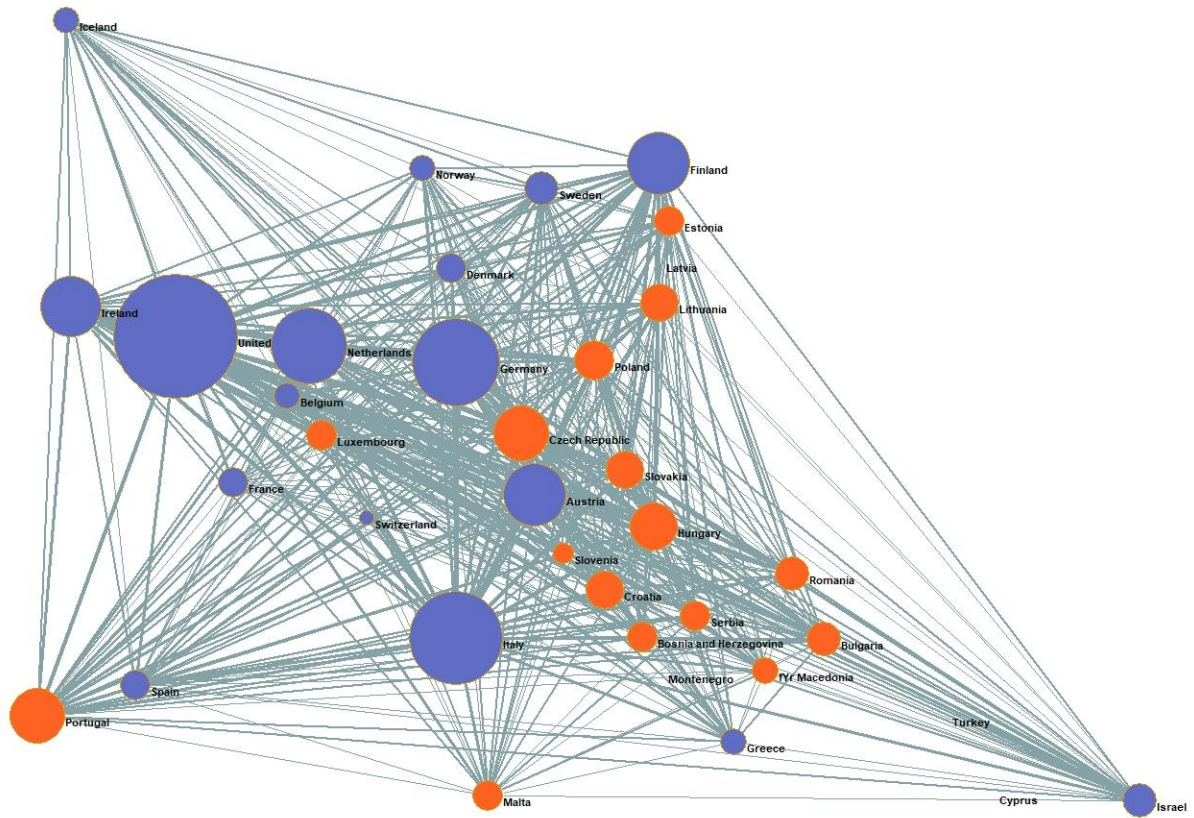 Iceland
Norway
Finland
Sweden
Estonia
Latvia
Denmark
Lithuania
Ireland
United
Netherlands
Germany
Poland
Belgium
Luxembourg
Czech Republic
Slovakia
France
Austria
Switzerland
Hungary
Slovenia
Romania
Croatia
Serbia
Italy
Bosnia and Herzegovina
Bulgaria
Montenegro
fYr Macedonia
Spain
Portugal
Turkey
Greece
Malta
Cyprus
Israel